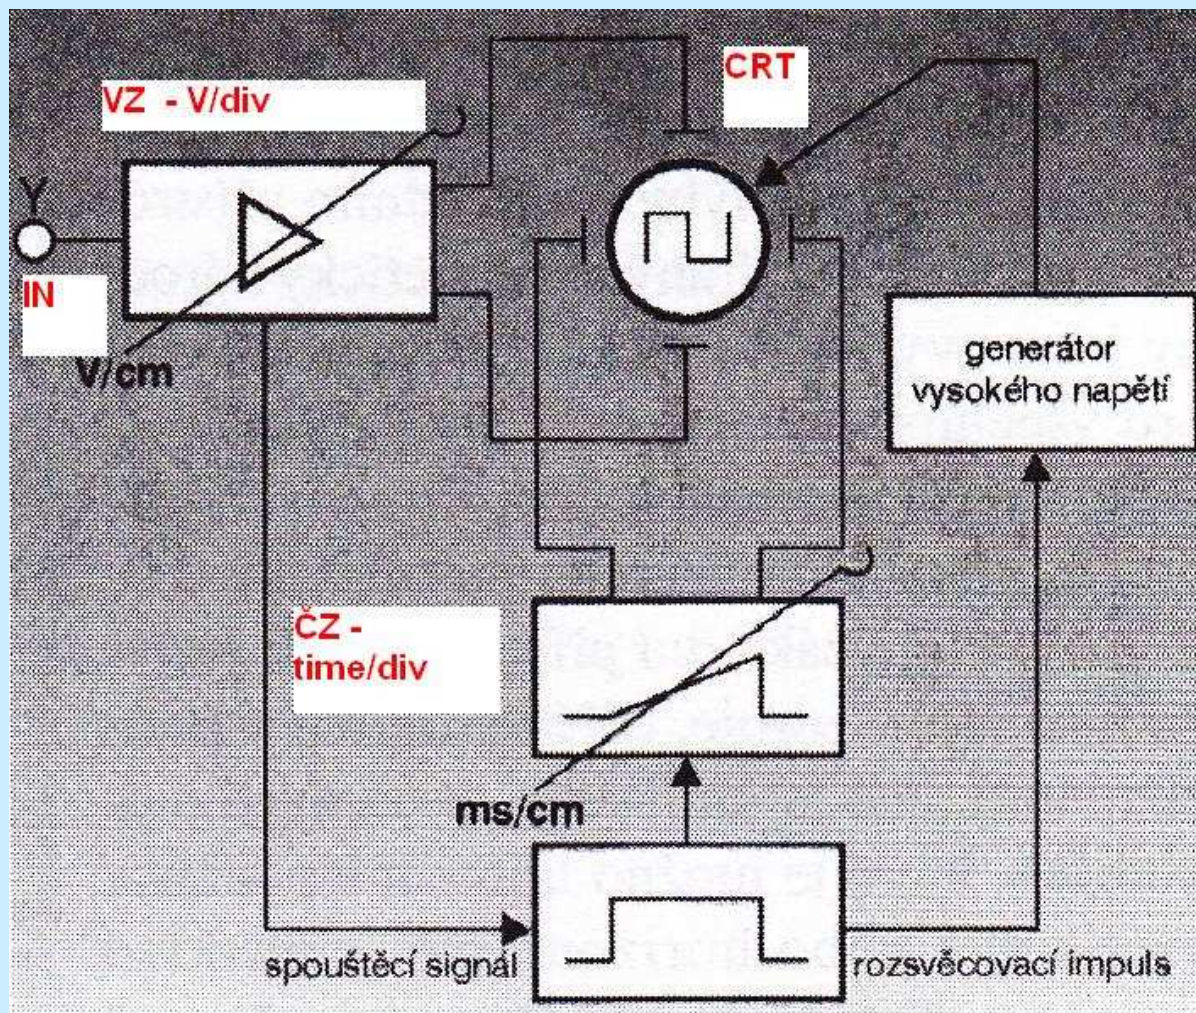 CRT
VZ - V/div
Y
IN
V/cm
generátor
vysokého napětí
ČZ -
time/div
ms/cm
spouštěcí signál
rozsvěcovací impuls